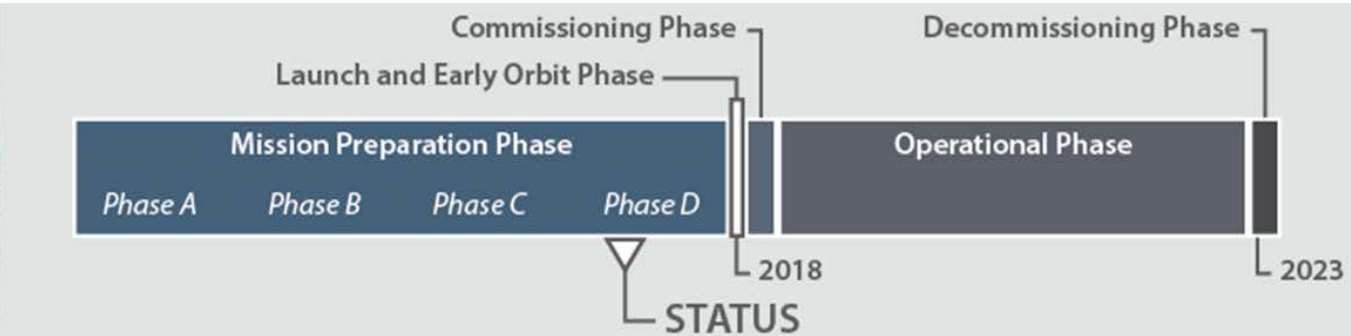 Commissioning Phase
Decommissioning Phase
Launch and Early Orbit Phase
Mission Preparation Phase
Operational Phase
Phase A Phase B Phase C Phase D
2018
2023
STATUS